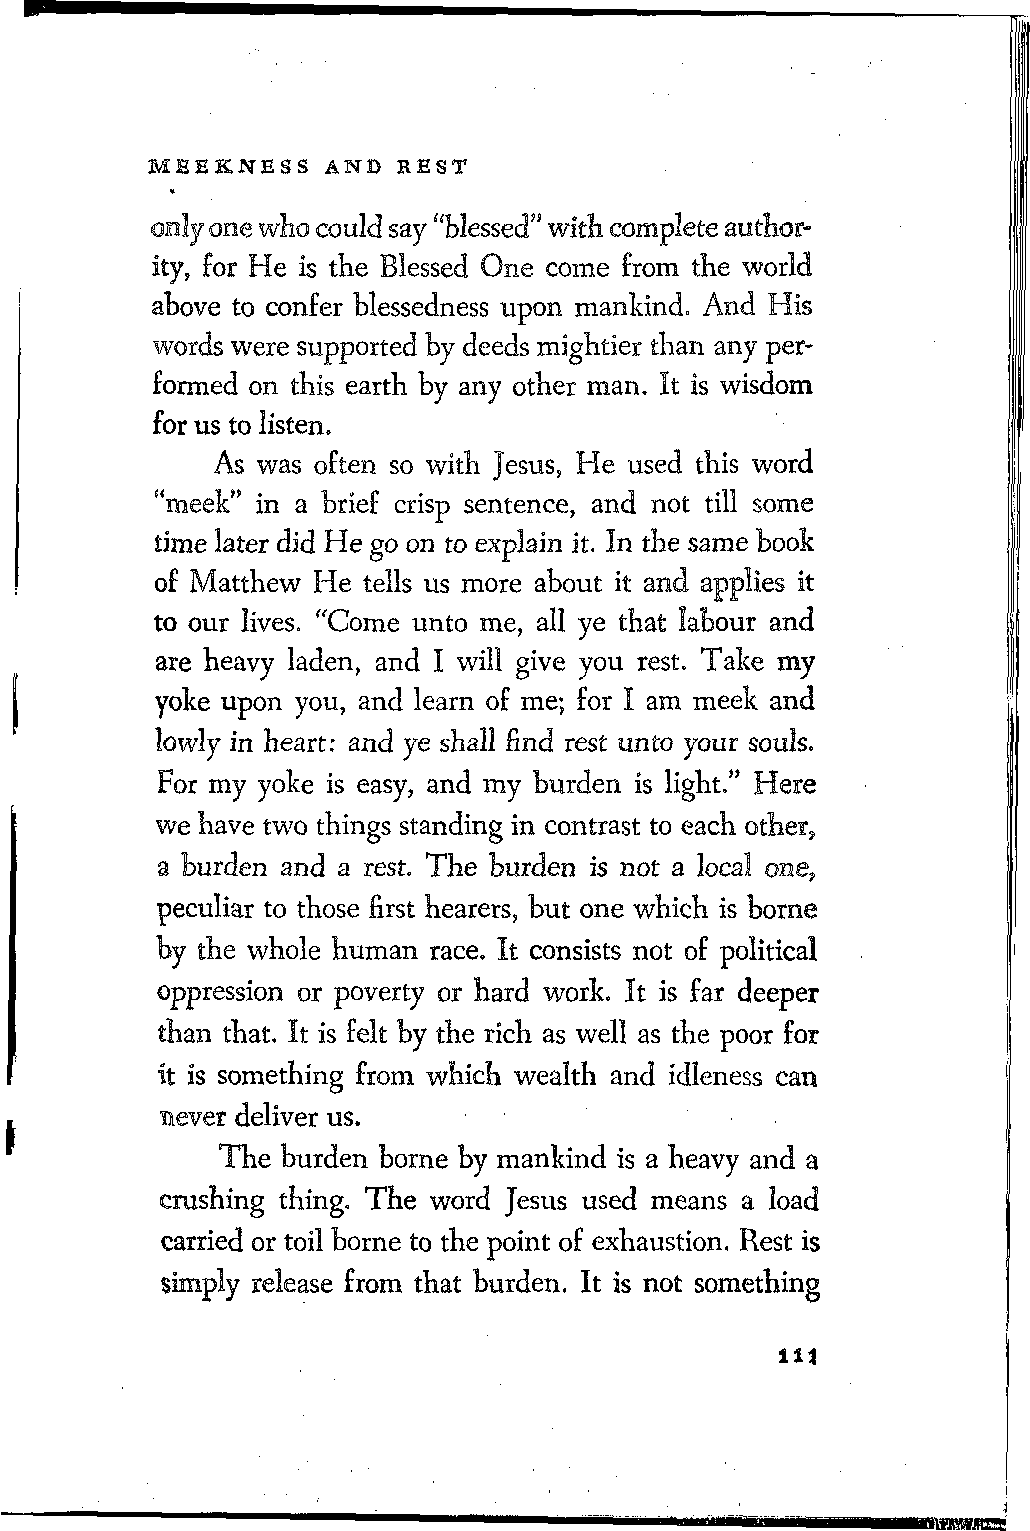 MEEKNESS AND REST
only one who could say "blessed" with complete author-
ity, for He is the Blessed One come from the world
above to confer blessedness upon mankind. And His
words were supported by deeds mightier than any per-
formed on this earth by any other man. It is wisdom
for us to listen.
As was often so with Jesus, He used this word
"meek" in a brief crisp sentence, and not till some
time later did He go on to explain it. In the same book
of Matthew He tells us more about it and applies it
to our lives. "Come unto me, all ye that labour and
are heavy laden, and I will give you rest. Take my
yoke upon you, and learn of me; for I am meek and
lowly in heart: and ye shall find rest unto your souls.
For my yoke is easy, and my burden is light." Here
we have two things standing in contrast to each other,
a burden and a rest. The burden is not a local one,
peculiar to those first hearers, but one which is borne
by the whole human race. It consists not of political
oppression or poverty or hard work. It is far deeper
than that. It is felt by the rich as well as the poor for
it is something from which wealth and idleness can
never deliver us.
The burden borne by mankind is a heavy and a
crushing thing. The word Jesus used means a load
carried or toil borne to the point of exhaustion. Rest is
simply release from that burden. It is not something
111